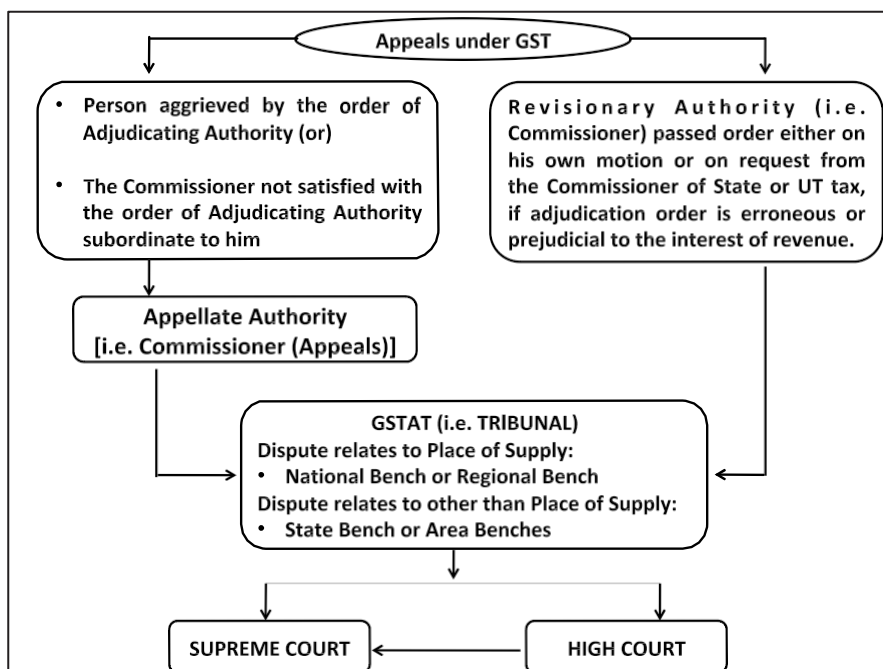 Appeals under GST
• Person aggrieved by the order of
Adjudicating Authority (or)
• The Commissioner not satisfied with
the order of Adjudicating Authority
subordinate to him
Revisionary Authority (i.e.
Commissioner) passed order either on
his own motion or on request from
the Commissioner of State or UT tax,
if adjudication order is erroneous or
prejudicial to the interest of revenue.
Appellate Authority
[i.e. Commissioner (Appeals)]
GSTAT (i.e. TRIBUNAL)
Dispute relates to Place of Supply:
• National Bench or Regional Bench
Dispute relates to other than Place of Supply:
• State Bench or Area Benches
SUPREME COURT
HIGH COURT